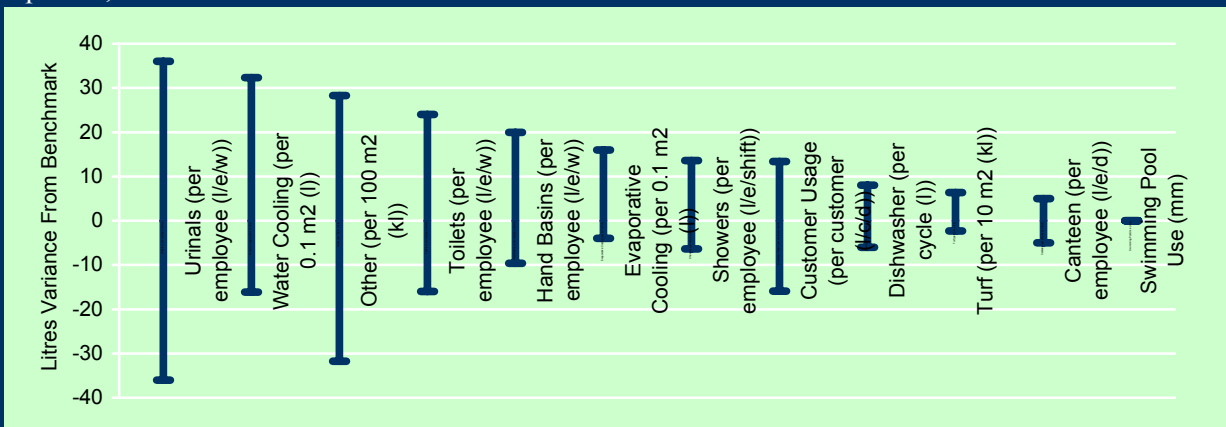 40
30
20
10
0
-10
-20
-30
-40
Litres Variance From Benchmark
Urinals (per
employee (l/e/w))
Water Cooling (per
0.1 m2 (l))
Other (per 100 m2
(kl))
Toilets (per
employee (l/e/w))
Hand Basins (per
employee (l/e/w))
Evaporative
Cooling (per 0.1 m2
(l))
Showers (per
employee (l/e/shift))
Customer Usage
(per customer
(l/c/d))
Dishwasher (per
cycle (l))
Turf (per 10 m2 (kl))
Canteen (per
employee (l/e/d))
Swimming Pool
Use (mm)